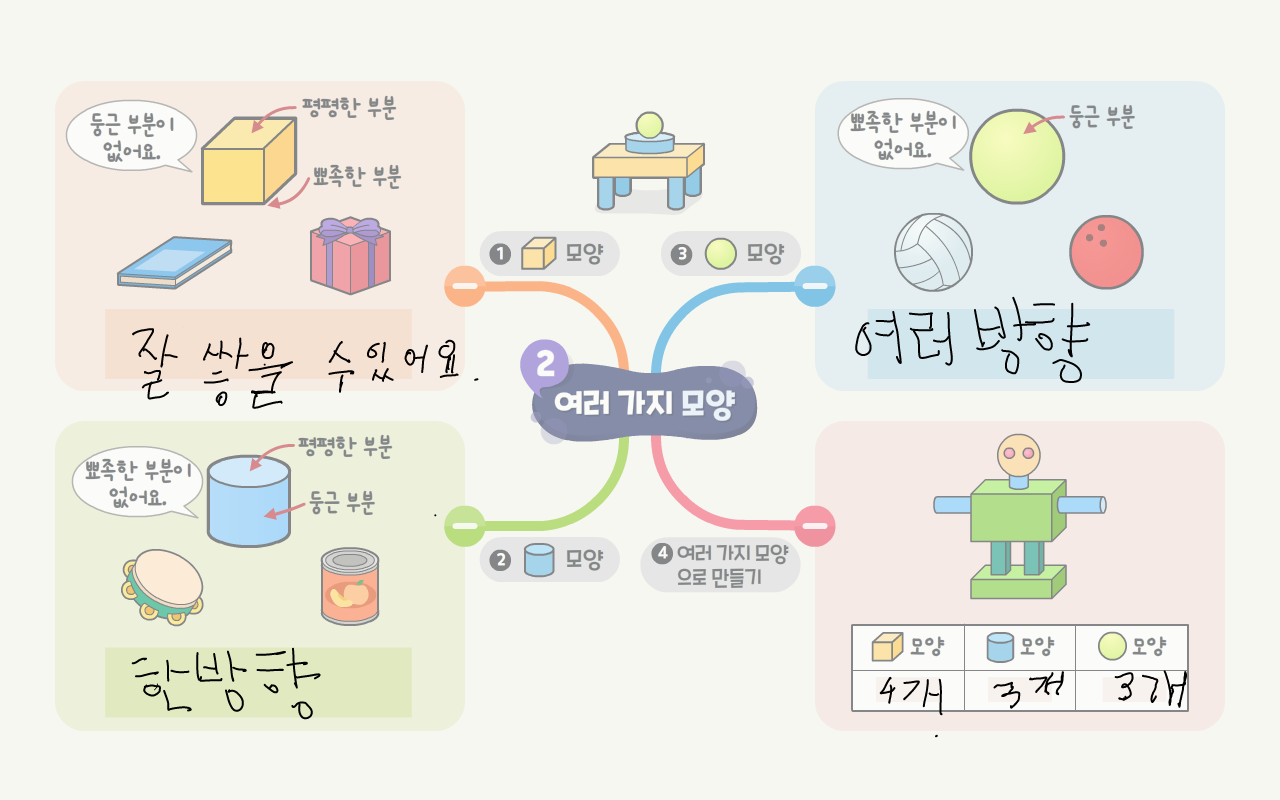 둥근 부분이
없어요.
평평한 부분
뾰족한 부분
잘 쌓을 수있어요.
1 모양
3 모양
뾰족한 부분이
없어요.
둥근 부분
여러 방향
2
여러 가지 모양
뾰족한 부분이
없어요.
평평한 부분
둥근 부분
한방향
2 모양
4 여러 가지 모양
으로 만들기
모양 모양 모양
4개 3개 3개